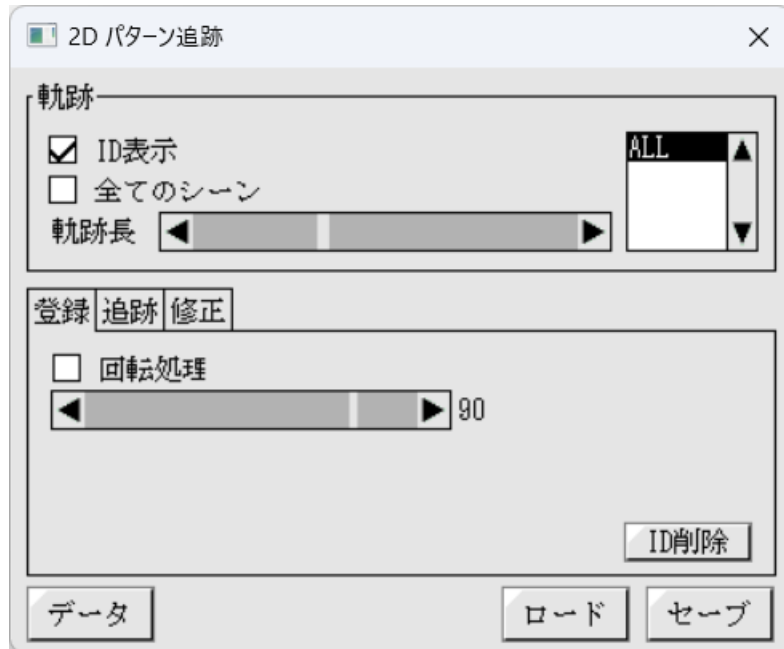 2D パターン追跡
軌跡
ID表示
ALL
全てのシーン
軌跡長
登録 追跡 修正
回転処理
90
ID削除
データ ロード セーブ